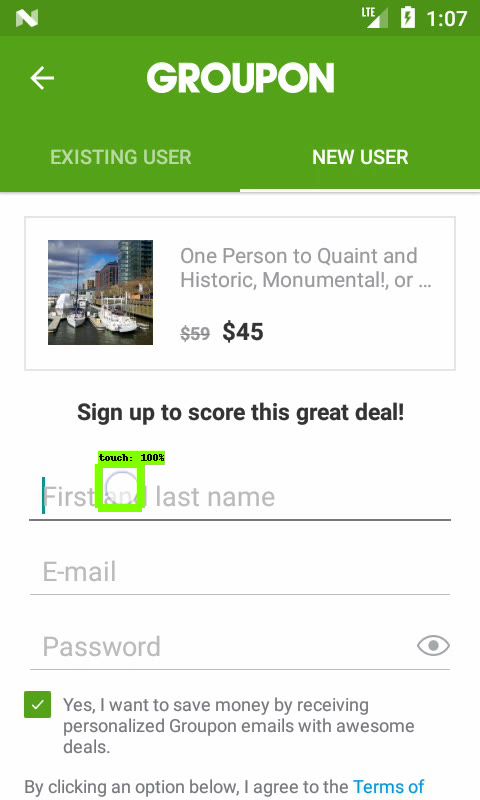 LTE 1:07
GROUPON
EXISTING USER NEW USER
One Person to Quaint and
Historic, Monumental!, or ...
$59 $45
Sign up to score this great deal!
touch: 100%
First and last name
E-mail
Password
Yes, I want to save money by receiving
personalized Groupon emails with awesome
deals.
By clicking an option below, I agree to the Terms of